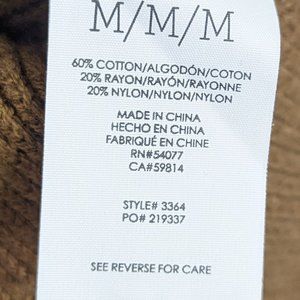 M/M/M
60% COTTON/ALGODÓN/COTON
20% RAYON/RAYÓN/RAYONNE
20% NYLON/NYLON/NYLON
MADE IN CHINA
HECHO EN CHINA
FABRIQUÉ EN CHINE
RN#54077
CA#59814
STYLE# 3364
PO# 219337
SEE REVERSE FOR CARE